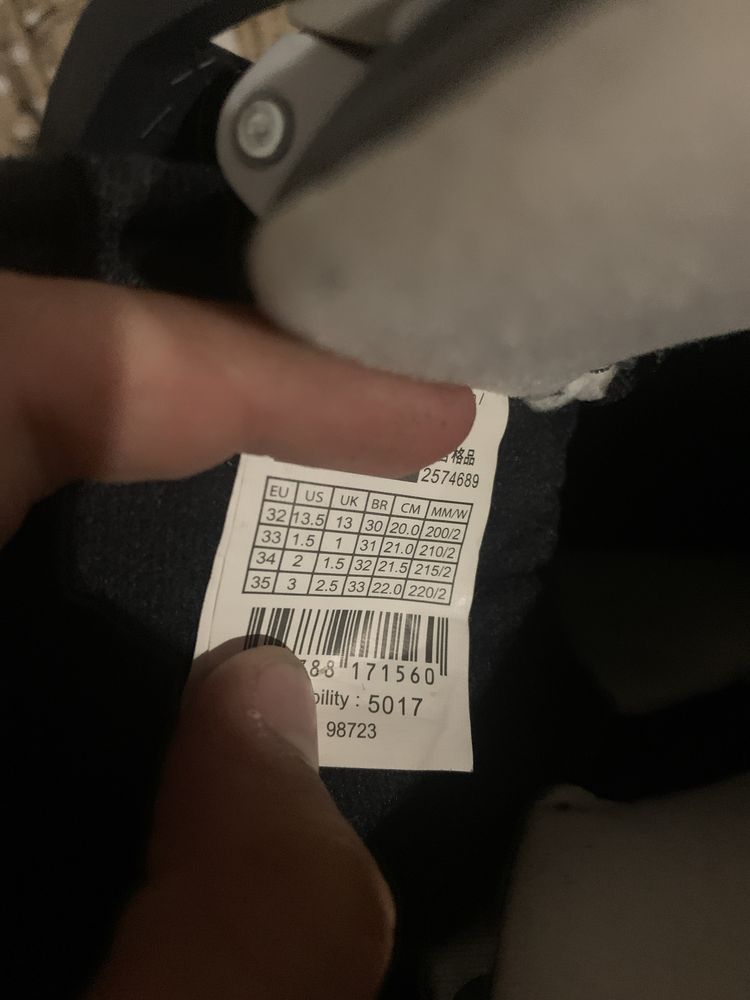 格品
2574689
EU US UK BR CM MM/W
32 13.5 13 30 20.0 200/2
33 1.5 1 31 21.0 210/2
34 2 1.5 32 21.5 215/2
35 3 2.5 33 22.0 220/2
88 171560
bility : 5017
98723